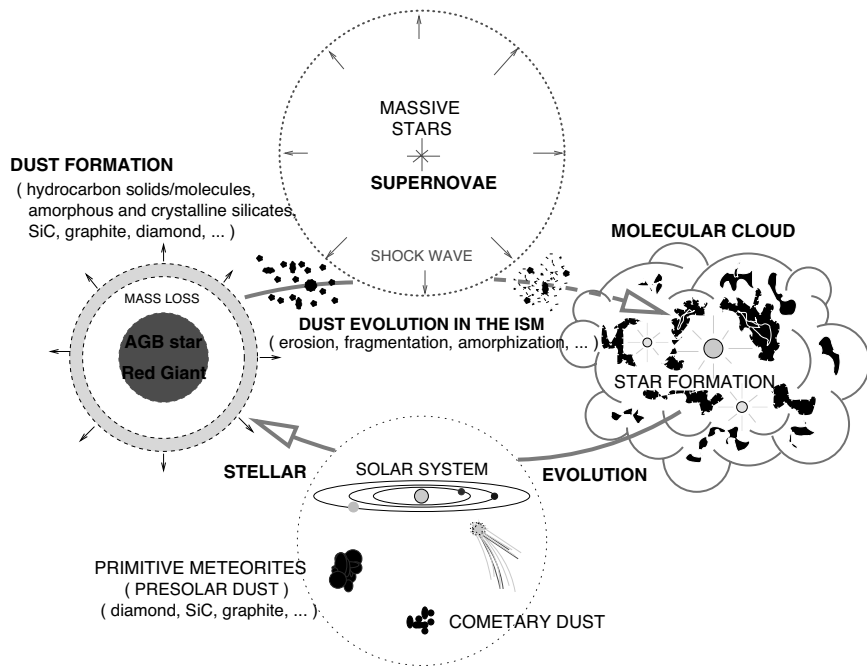 MASSIVE
STARS
SUPERNOVAE
SHOCK WAVE
DUST FORMATION
( hydrocarbon solids/molecules,
amorphous and crystalline silicates,
SiC, graphite, diamond, ... )
MASS LOSS
AGB star
Red Giant
DUST EVOLUTION IN THE ISM
( erosion, fragmentation, amorphization, ... )
MOLECULAR CLOUD
STAR FORMATION
STELLAR
EVOLUTION
SOLAR SYSTEM
PRIMITIVE METEORITES
( PRESOLAR DUST )
(diamond, SiC, graphite, ... )
COMETARY DUST